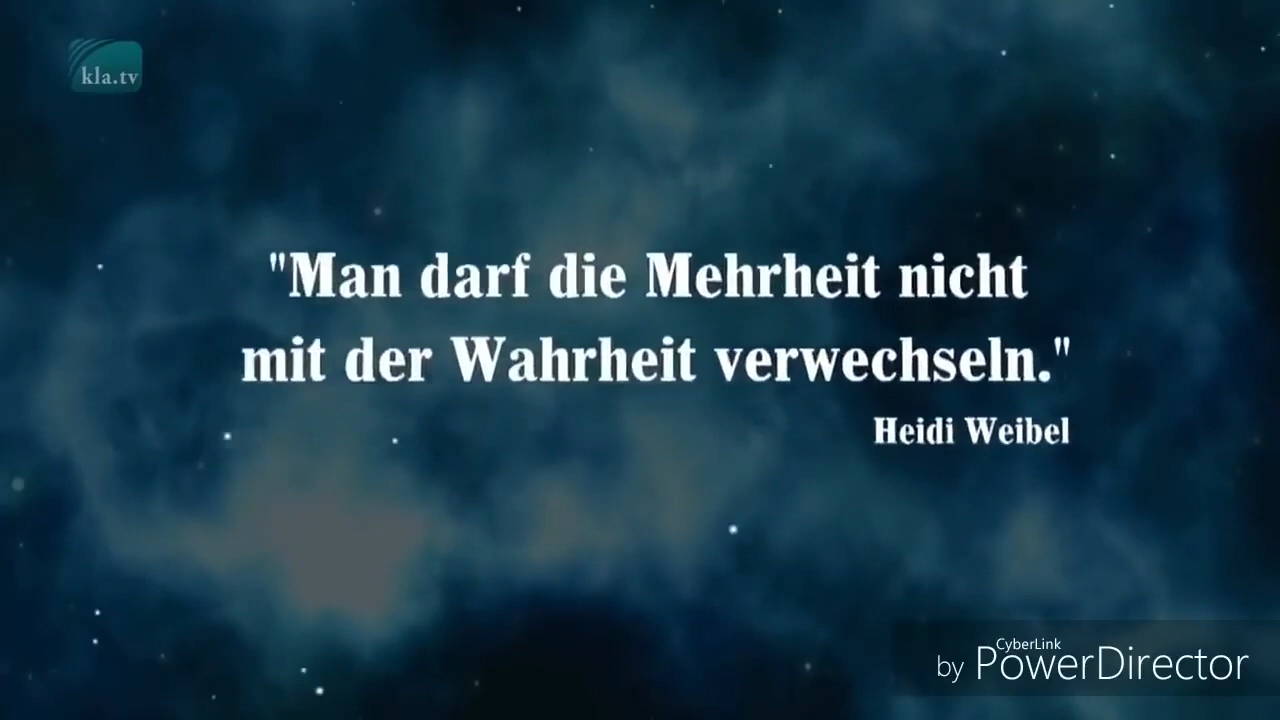 kla.tv
"Man darf die Mehrheit nicht
mit der Wahrheit verwechseln."
Heidi Weibel
CyberLink
by PowerDirector